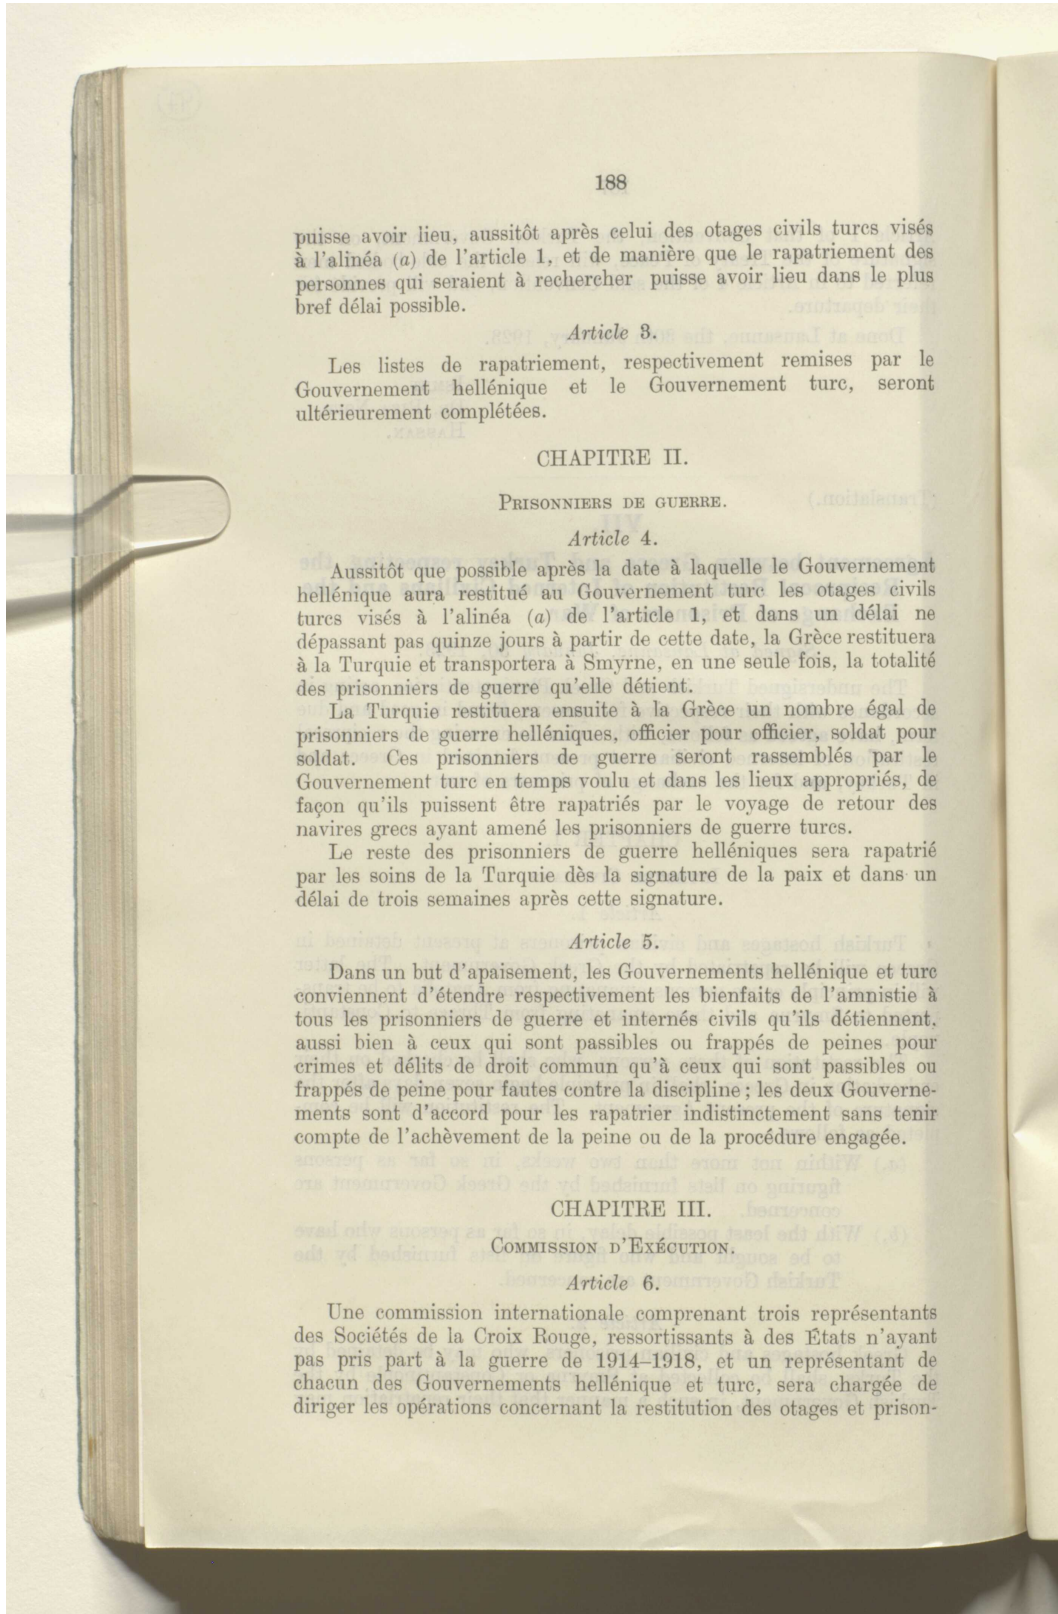 188
puisse avoir lieu, aussitôt après celui des otages civils turcs visés
à l'alinéa (a) de l'article 1, et de manière que le rapatriement des
personnes qui seraient à rechercher puisse avoir lieu dans le plus
bref délai possible.
Article 3.
Les listes de rapatriement, respectivement remises par le
Gouvernement hellénique et le Gouvernement turc, seront
ultérieurement complétées.
CHAPITRE II.
PRISONNIERS DE GUERRE.
Article 4.
Aussitôt que possible après la date à laquelle le Gouvernement
hellénique aura restitué au Gouvernement turc les otages civils
turcs visés à l'alinéa (a) de l'article 1, et dans un délai ne
dépassant pas quinze jours à partir de cette date, la Grèce restituera
à la Turquie et transportera à Smyrne, en une seule fois, la totalité
des prisonniers de guerre qu'elle détient.
La Turquie restituera ensuite à la Grèce un nombre égal de
prisonniers de guerre helléniques, officier pour officier, soldat pour
soldat. Ces prisonniers de guerre seront rassemblés par le
Gouvernement turc en temps voulu et dans les lieux appropriés, de
façon qu'ils puissent être rapatriés par le voyage de retour des
navires grecs ayant amené les prisonniers de guerre turcs.
Le reste des prisonniers de guerre helléniques sera rapatrié
par les soins de la Turquie dès la signature de la paix et dans un
délai de trois semaines après cette signature.
Article 5.
Dans un but d'apaisement, les Gouvernements hellénique et turc
conviennent d'étendre respectivement les bienfaits de l'amnistie à
tous les prisonniers de guerre et internés civils qu'ils détiennent,
aussi bien à ceux qui sont passibles ou frappés de peines pour
crimes et délits de droit commun qu'à ceux qui sont passibles ou
frappés de peine pour fautes contre la discipline ; les deux Gouverne-
ments sont d'accord pour les rapatrier indistinctement sans tenir
compte de l'achèvement de la peine ou de la procédure engagée.
CHAPITRE III.
COMMISSION D'EXÉCUTION.
Article 6.
Une commission internationale comprenant trois représentants
des Sociétés de la Croix Rouge, ressortissants à des États n'ayant
pas pris part à la guerre de 1914–1918, et un représentant de
chacun des Gouvernements hellénique et turc, sera chargée de
diriger les opérations concernant la restitution des otages et prison-